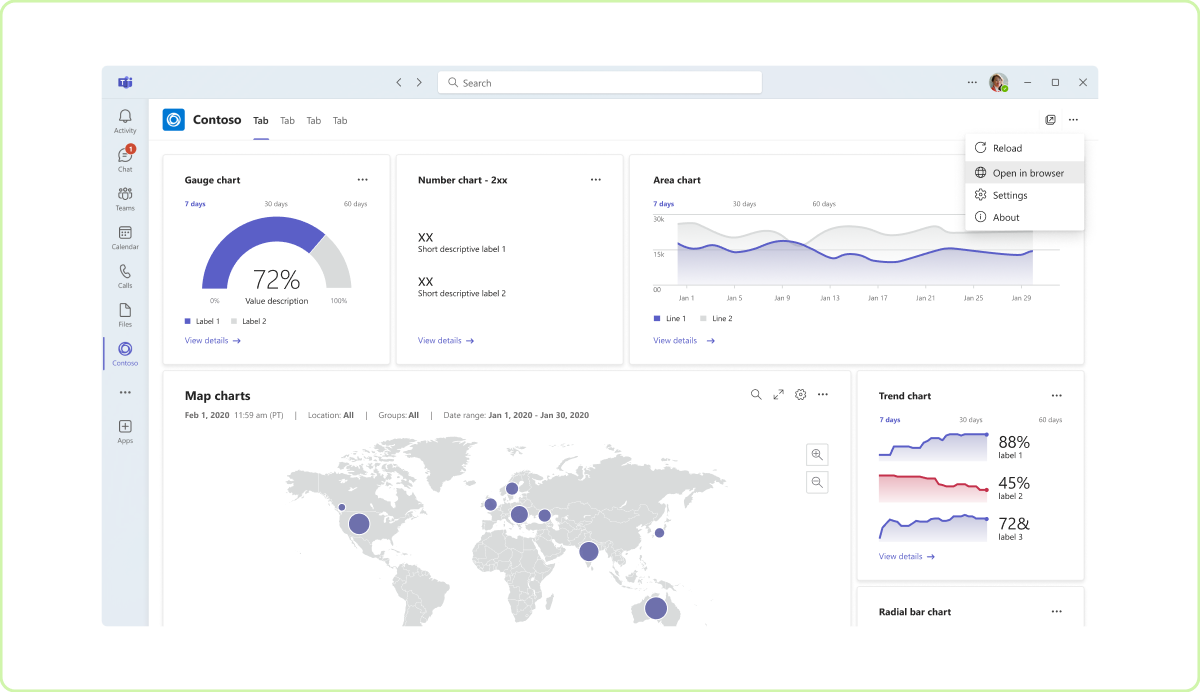 Search
Activity
1
Chat
Teams
Calendar
Calls
Files
Contoso
Apps
Contoso Tab Tab Tab Tab
Reload
Open in browser
Settings
About
Gauge chart
7 days 30 days 60 days
72%
0% Value description 100%
Label 1 Label 2
View details
Number chart - 2xx
XX
Short descriptive label 1
XX
Short descriptive label 2
View details
Area chart
7 days 30 days 60 days
30k
15k
00
Jan 1 Jan 5 Jan 9 Jan 13 Jan 17 Jan 21 Jan 25 Jan 29
Line 1 Line 2
View details
Map charts
Feb 1, 2020 11:59 am (PT) | Location: All | Groups: All | Date range: Jan 1, 2020 - Jan 30, 2020
Trend chart
7 days 30 days 60 days
88%
label 1
45%
label 2
72&
label 3
View details
Radial bar chart